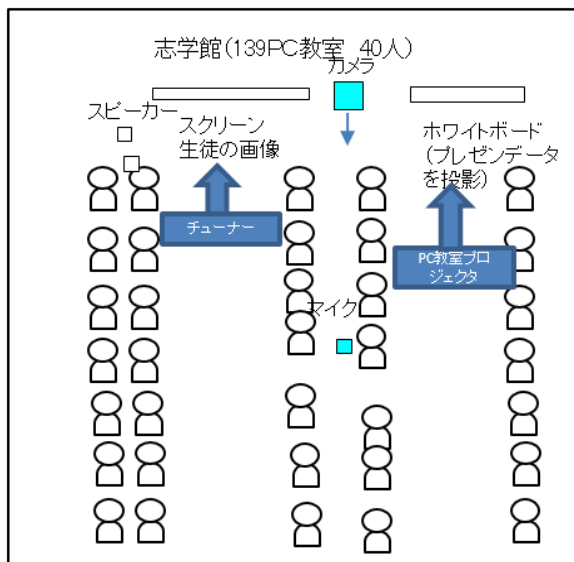 志学館(139PC教室　40人)
カメラ
スピーカー
スクリーン
生徒の画像
ホワイトボード
(プレゼンデータ
を投影)
チューナー
PC教室プロ
ジェクタ
マイク